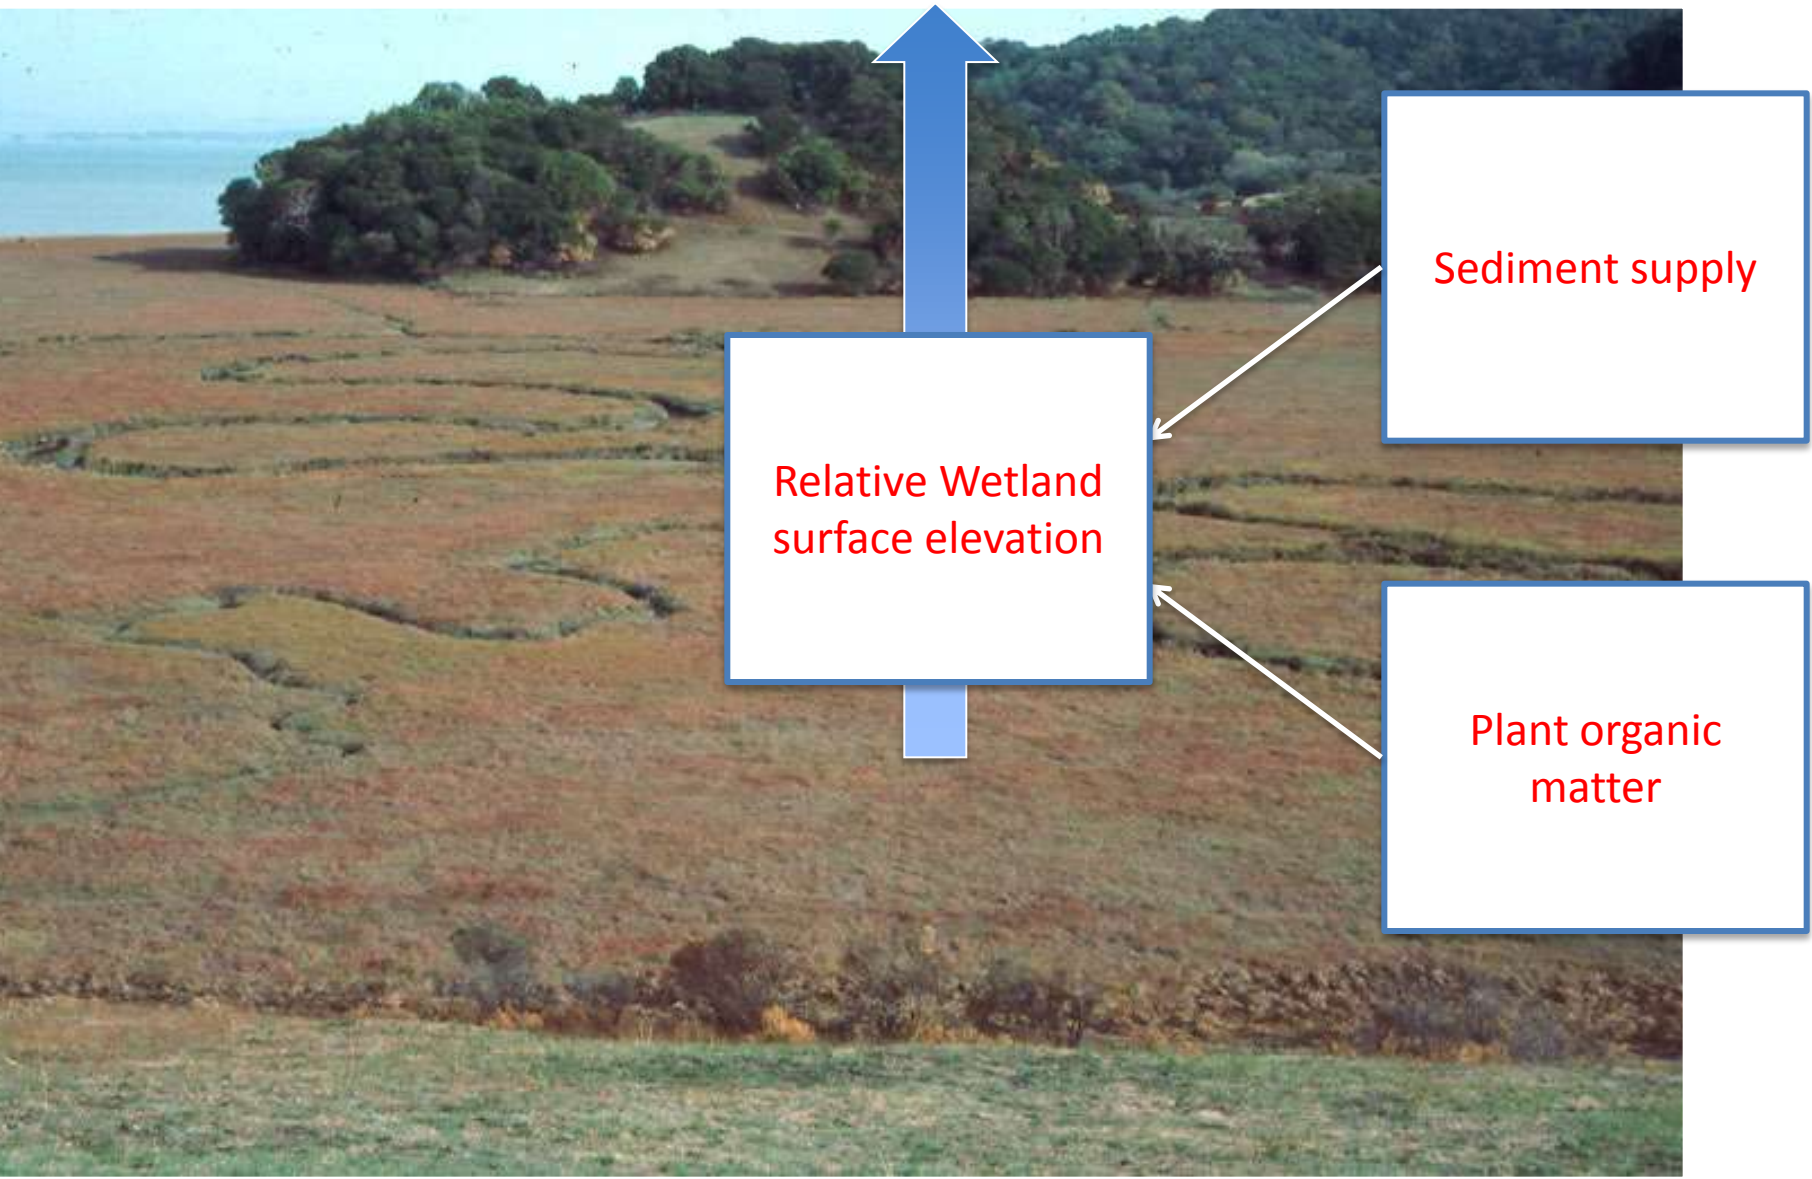 Sediment supply
Relative Wetland
surface elevation
Plant organic
matter